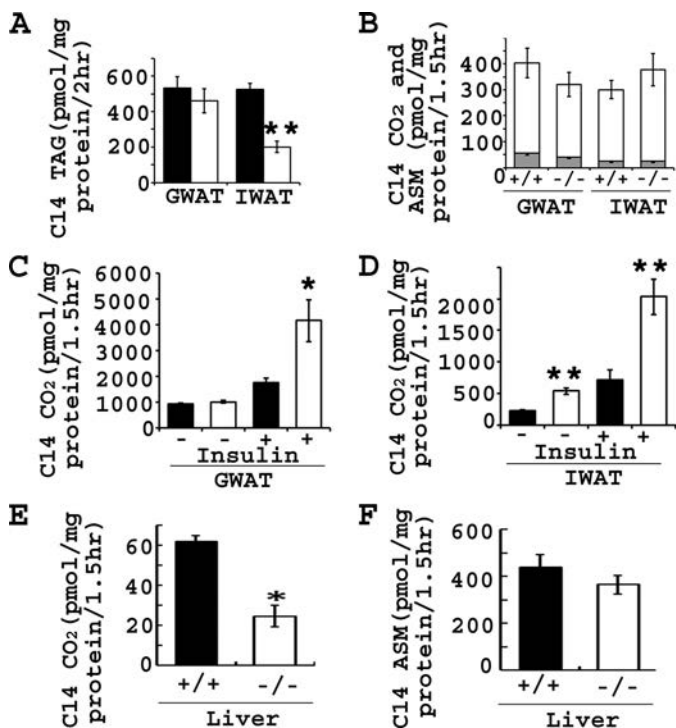 A
C14 TAG(pmol/mg
protein/2hr)
600
400
200
0
**
GWAT IWAT
B
C14 CO2 and
ASM (pmol/mg
protein/1.5hr)
400
300
100
0
+/+ -/- +/+ -/-
GWAT IWAT
C
C14 CO2(pmol/mg
protein/1.5hr)
6000
5000
4000
3000
2000
1000
0
*
- - + +
Insulin
GWAT
D
C14 CO2(pmol/mg
protein/1.5hr)
2000
1500
1000
500
0
**
**
- - + +
Insulin
IWAT
E
C14 CO2(pmol/mg
protein/1.5hr)
60
40
20
0
*
+/+ -/-
Liver
F
C14 ASM(pmol/mg
protein/1.5hr)
600
400
200
0
+/+ -/-
Liver